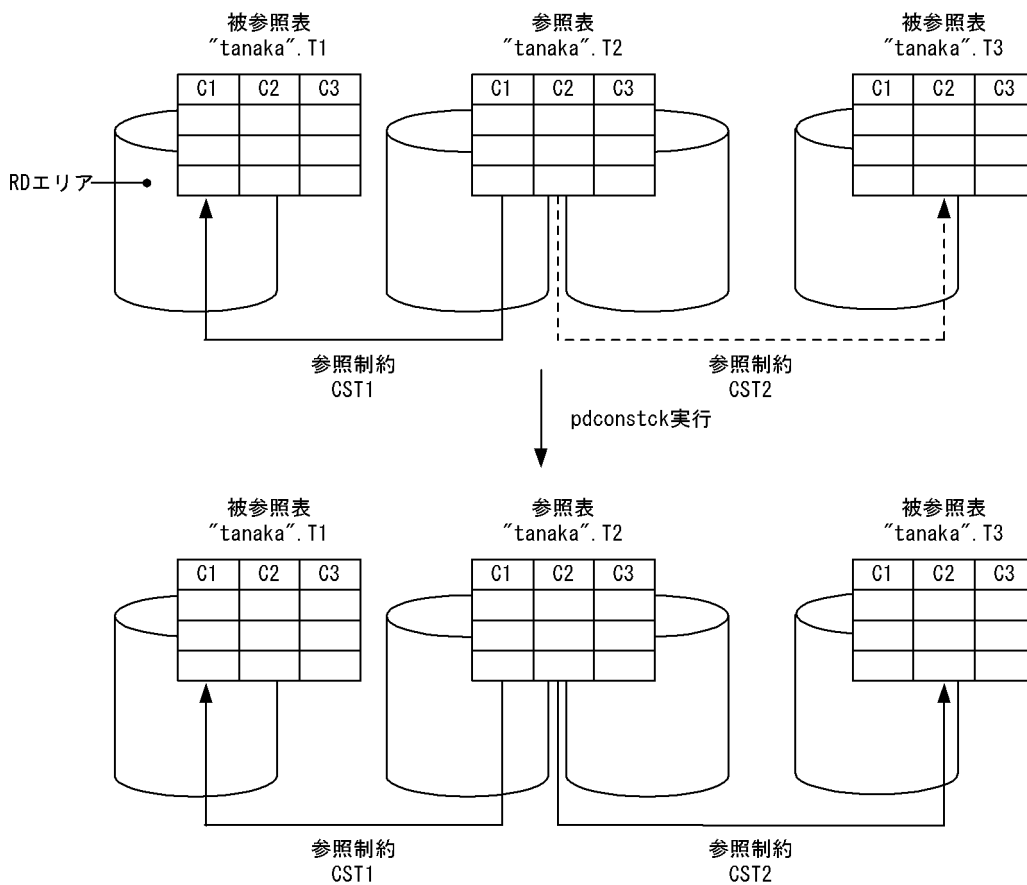 被参照表
"tanaka".T1
参照表
"tanaka".T2
被参照表
"tanaka".T3
C1 C2 C3
C1 C2 C3
C1 C2 C3
RDエリア
参照制約
CST1
参照制約
CST2
pdconstck実行
被参照表
"tanaka".T1
参照表
"tanaka".T2
被参照表
"tanaka".T3
C1 C2 C3
C1 C2 C3
C1 C2 C3
参照制約
CST1
参照制約
CST2